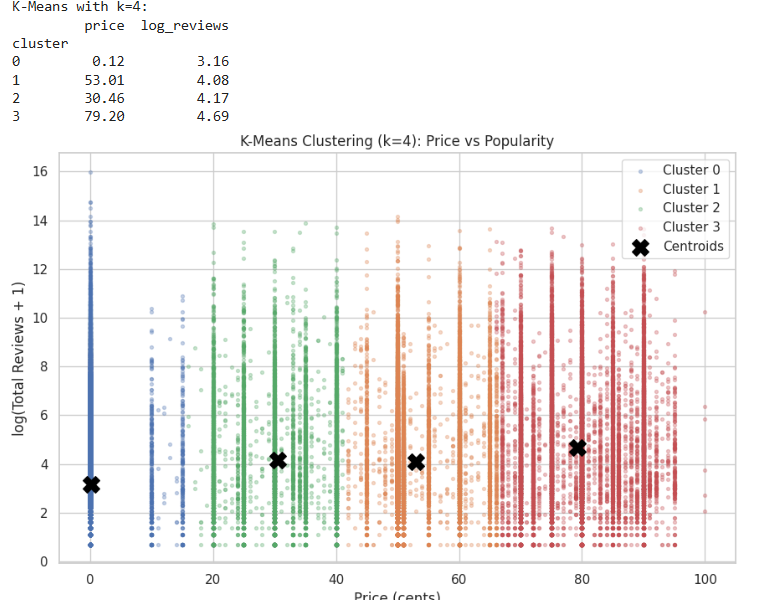 K-Means with k=4:
price log_reviews
cluster
0 0.12 3.16
1 53.01 4.08
2 30.46 4.17
3 79.20 4.69
K-Means Clustering (k=4): Price vs Popularity
log(Total Reviews + 1)
16
14
12
10
8
6
4
2
0
Cluster 0
Cluster 1
Cluster 2
Cluster 3
Centroids
0 20 40 60 80 100
Price (cents)